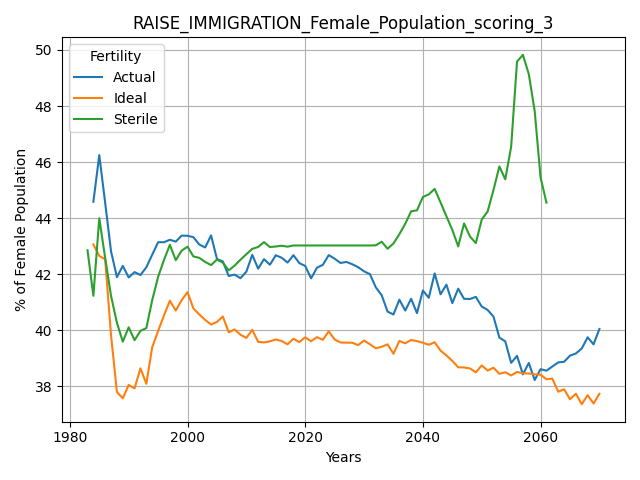 RAISE_IMMIGRATION_Female_Population_scoring_3
Fertility
Actual
Ideal
Sterile
% of Female Population
50
48
46
44
42
40
38
1980
2000
2020
2040
2060
Years